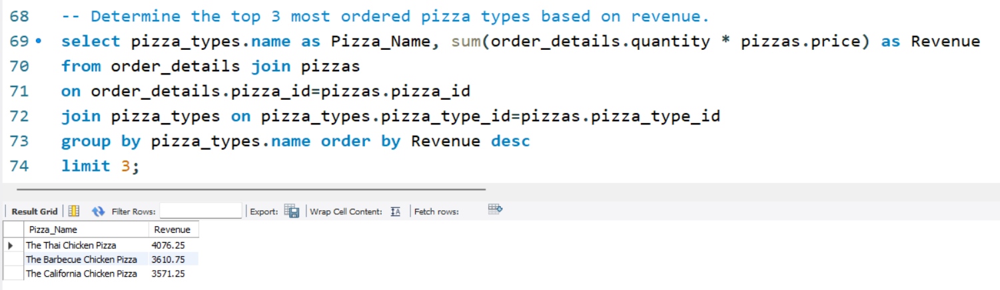 68 -- Determine the top 3 most ordered pizza types based on revenue.
69 select pizza_types.name as Pizza_Name, sum(order_details.quantity * pizzas.price) as Revenue
70 from order_details join pizzas
71 on order_details.pizza_id=pizzas.pizza_id
72 join pizza_types on pizza_types.pizza_type_id=pizzas.pizza_type_id
73 group by pizza_types.name order by Revenue desc
74 limit 3;
Result Grid Filter Rows: Export: Wrap Cell Content: Fetch rows:
Pizza_Name Revenue
The Thai Chicken Pizza 4076.25
The Barbecue Chicken Pizza 3610.75
The California Chicken Pizza 3571.25